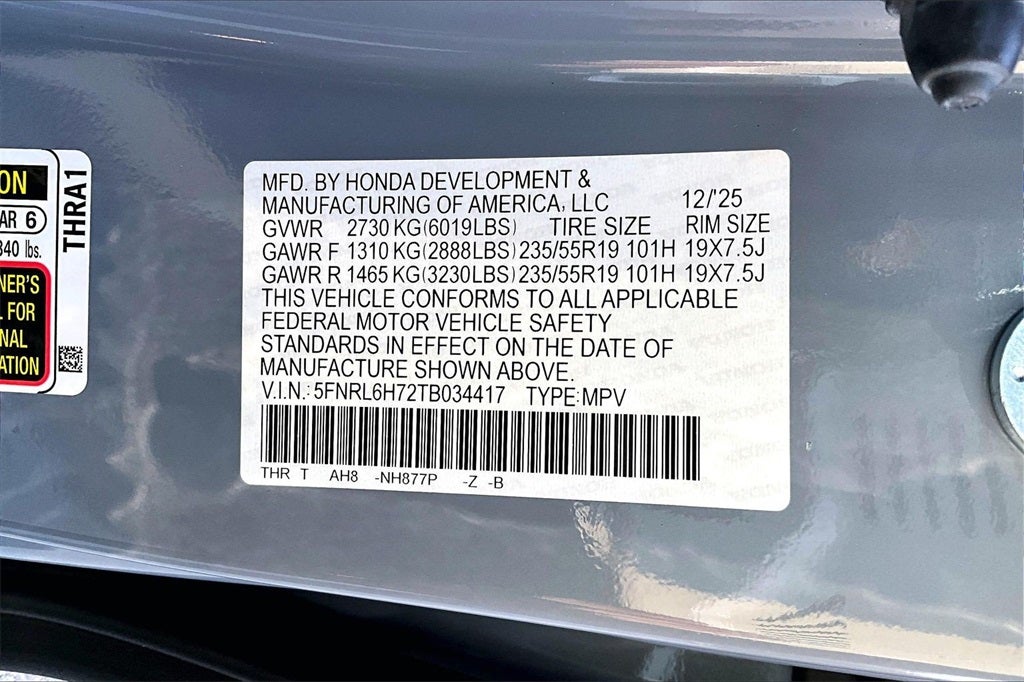 ON
AR 6
840 lbs.
NER'S
L FOR
NAL
ATION
THRA1
MFD. BY HONDA DEVELOPMENT &
MANUFACTURING OF AMERICA, LLC 12/'25
GVWR 2730 KG(6019LBS) TIRE SIZE RIM SIZE
GAWR F 1310 KG(2888LBS) 235/55R19 101H 19X7.5J
GAWR R 1465 KG(3230LBS) 235/55R19 101H 19X7.5J
THIS VEHICLE CONFORMS TO ALL APPLICABLE
FEDERAL MOTOR VEHICLE SAFETY
STANDARDS IN EFFECT ON THE DATE OF
MANUFACTURE SHOWN ABOVE.
V.I.N.: 5FNRL6H72TB034417 TYPE: MPV
THR T AH8 -NH877P -Z -B